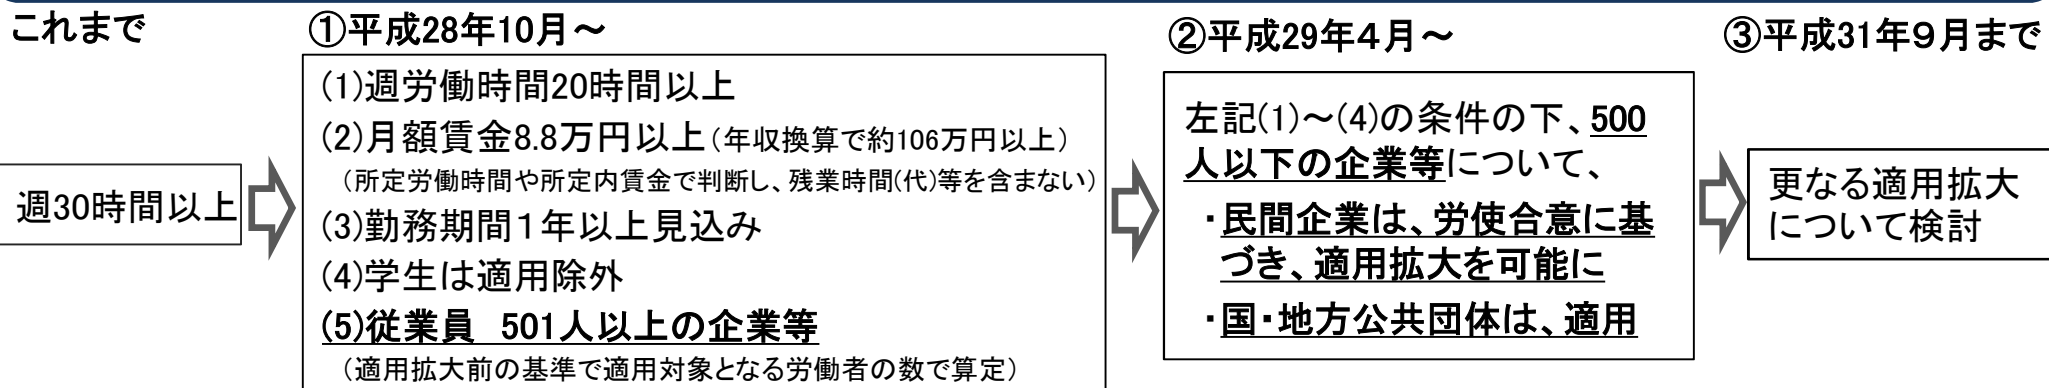 これまで
週30時間以上
①平成28年10月～
(1)週労働時間20時間以上
(2)月額賃金8.8万円以上（年収換算で約106万円以上）
（所定労働時間や所定内賃金で判断し、残業時間(代)等を含まない）
(3)勤務期間１年以上見込み
(4)学生は適用除外
(5)従業員　501人以上の企業等
（適用拡大前の基準で適用対象となる労働者の数で算定）
②平成29年４月～
左記(1)～(4)の条件の下、500
人以下の企業等について、
・民間企業は、労使合意に基
づき、適用拡大を可能に
・国・地方公共団体は、適用
③平成31年９月まで
更なる適用拡大
について検討